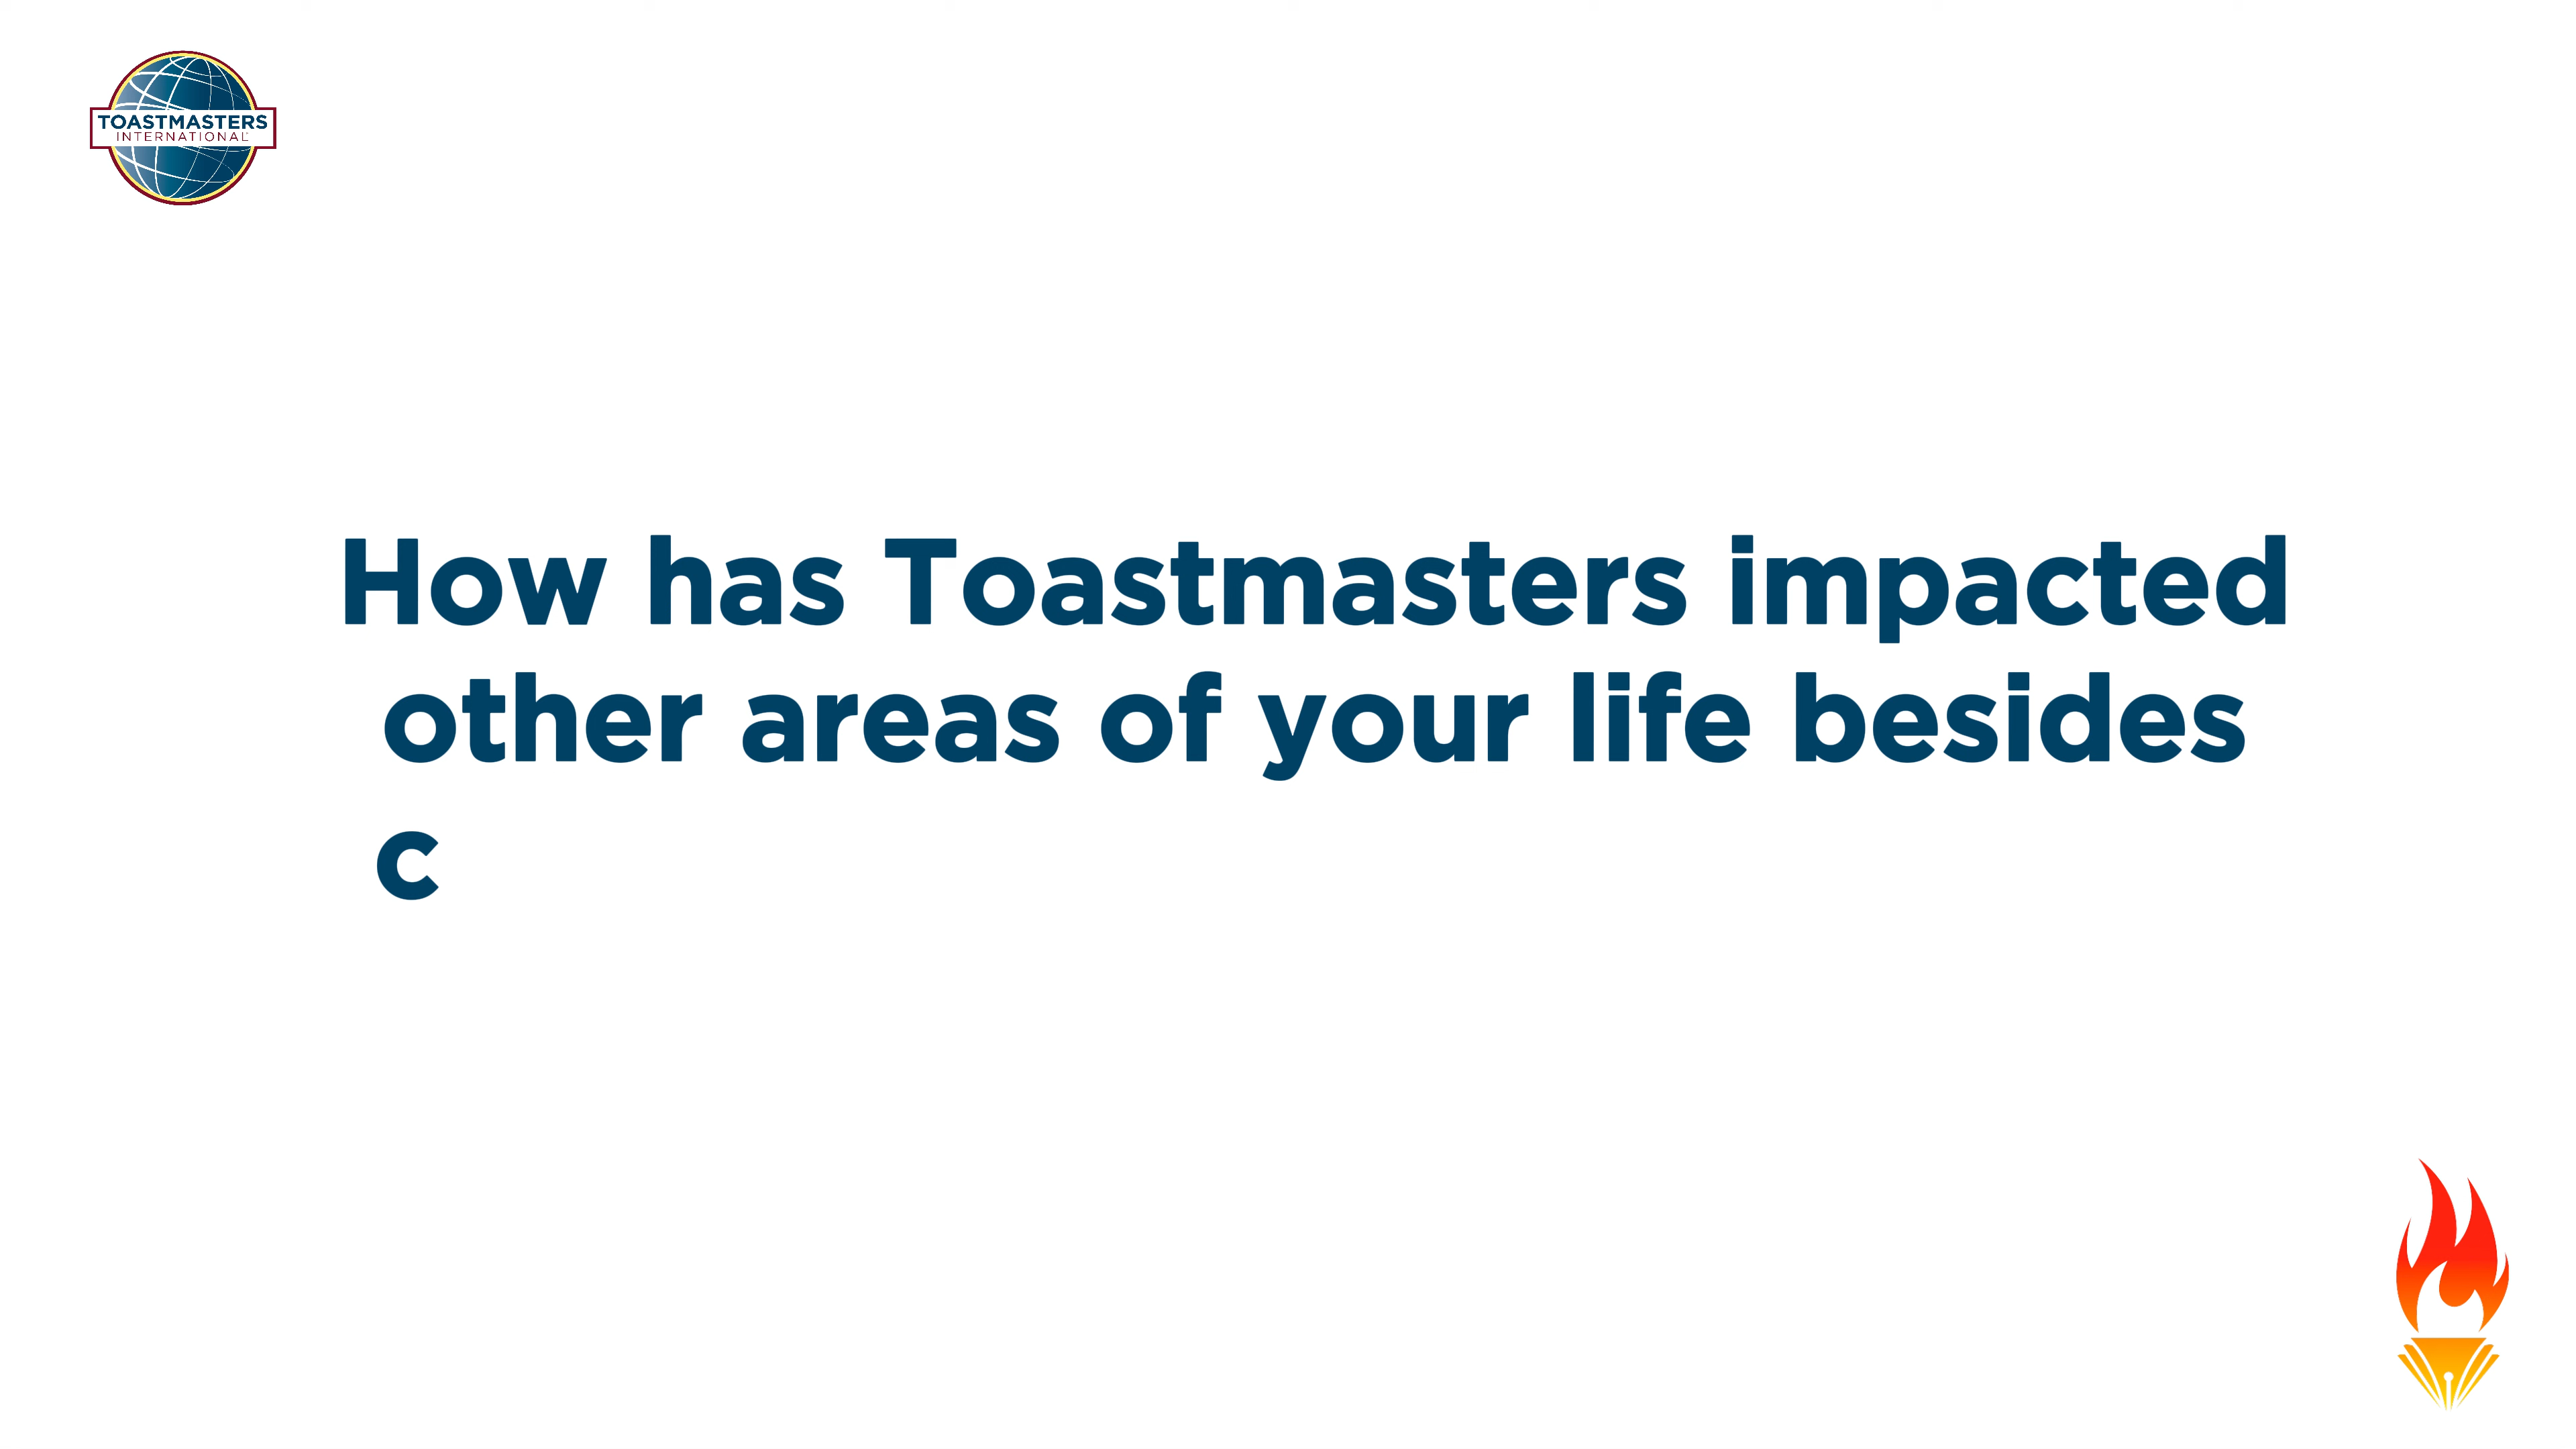 TOASTMASTERS
INTERNATIONAL
How has Toastmasters impacted
other areas of your life besides
c